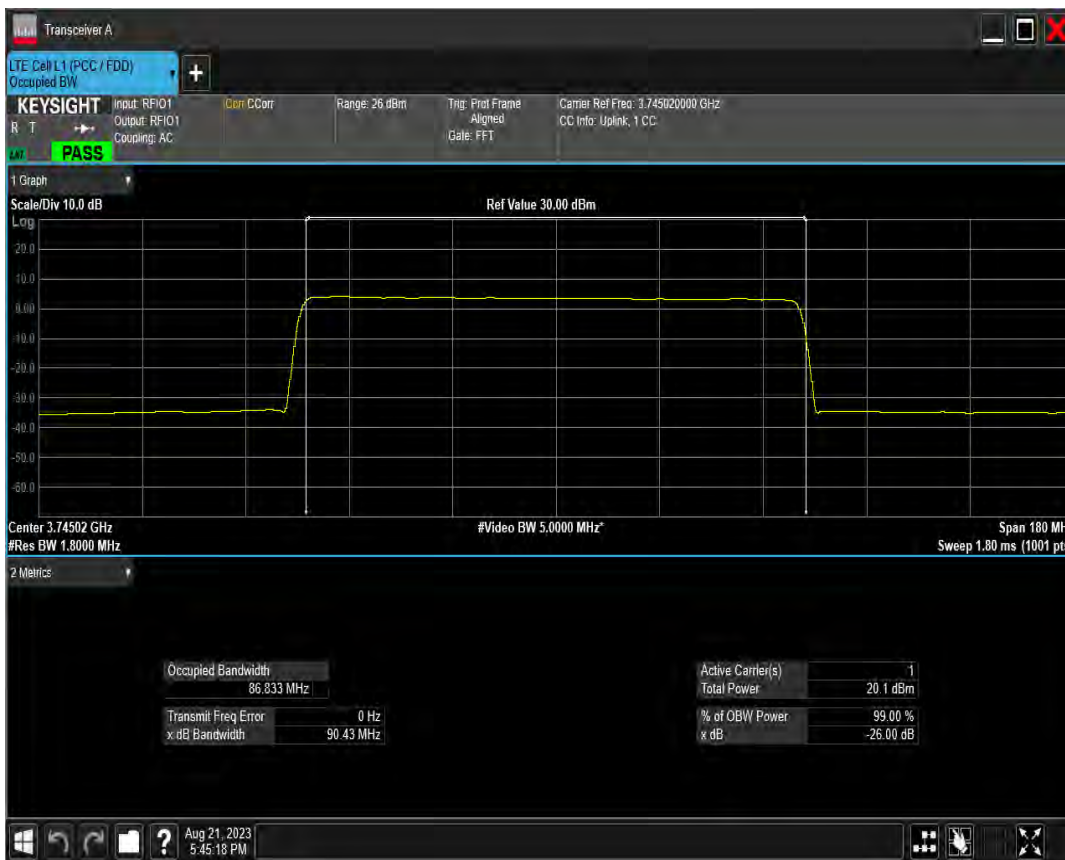 Transceiver A
LTE Cell L1 (PCC / FDD)
Occupied BW
KEYSIGHT
R T
PASS
Input: RFIO1
Output: RFIO1
Coupling: AC
Corr CCorr
Range: 26 dBm
Trig: Prot Frame
Aligned
Gate: FFT
Carrier Ref Freq: 3.745020000 GHz
CC Info: Uplink, 1 CC
1 Graph
Scale/Div 10.0 dB
Ref Value 30.00 dBm
Log
20.0
10.0
0.00
-10.0
-20.0
-30.0
-40.0
-50.0
-60.0
Center 3.74502 GHz
#Video BW 5.0000 MHz*
Span 180 MH
#Res BW 1.8000 MHz
Sweep 1.80 ms (1001 pts
2 Metrics
Occupied Bandwidth
86.833 MHz
Transmit Freq Error 0 Hz
x dB Bandwidth 90.43 MHz
Active Carrier(s) 1
Total Power 20.1 dBm
% of OBW Power 99.00 %
x dB -26.00 dB
Aug 21, 2023
5:45:18 PM